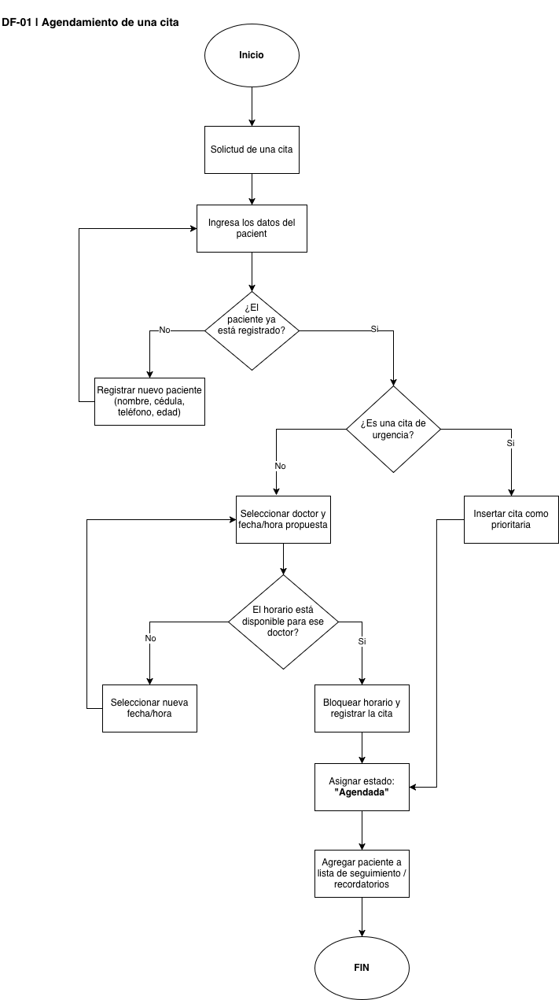 DF-01 | Agendamiento de una cita
Inicio
Solictud de una cita
Ingresa los datos del
pacient
¿El
paciente ya
está registrado?
No
Si
Registrar nuevo paciente
(nombre, cédula,
teléfono, edad)
¿Es una cita de
urgencia?
No
Si
Seleccionar doctor y
fecha/hora propuesta
Insertar cita como
prioritaria
El horario está
disponible para ese
doctor?
No
Si
Seleccionar nueva
fecha/hora
Bloquear horario y
registrar la cita
Asignar estado:
"Agendada"
Agregar paciente a
lista de seguimiento /
recordatorios
FIN